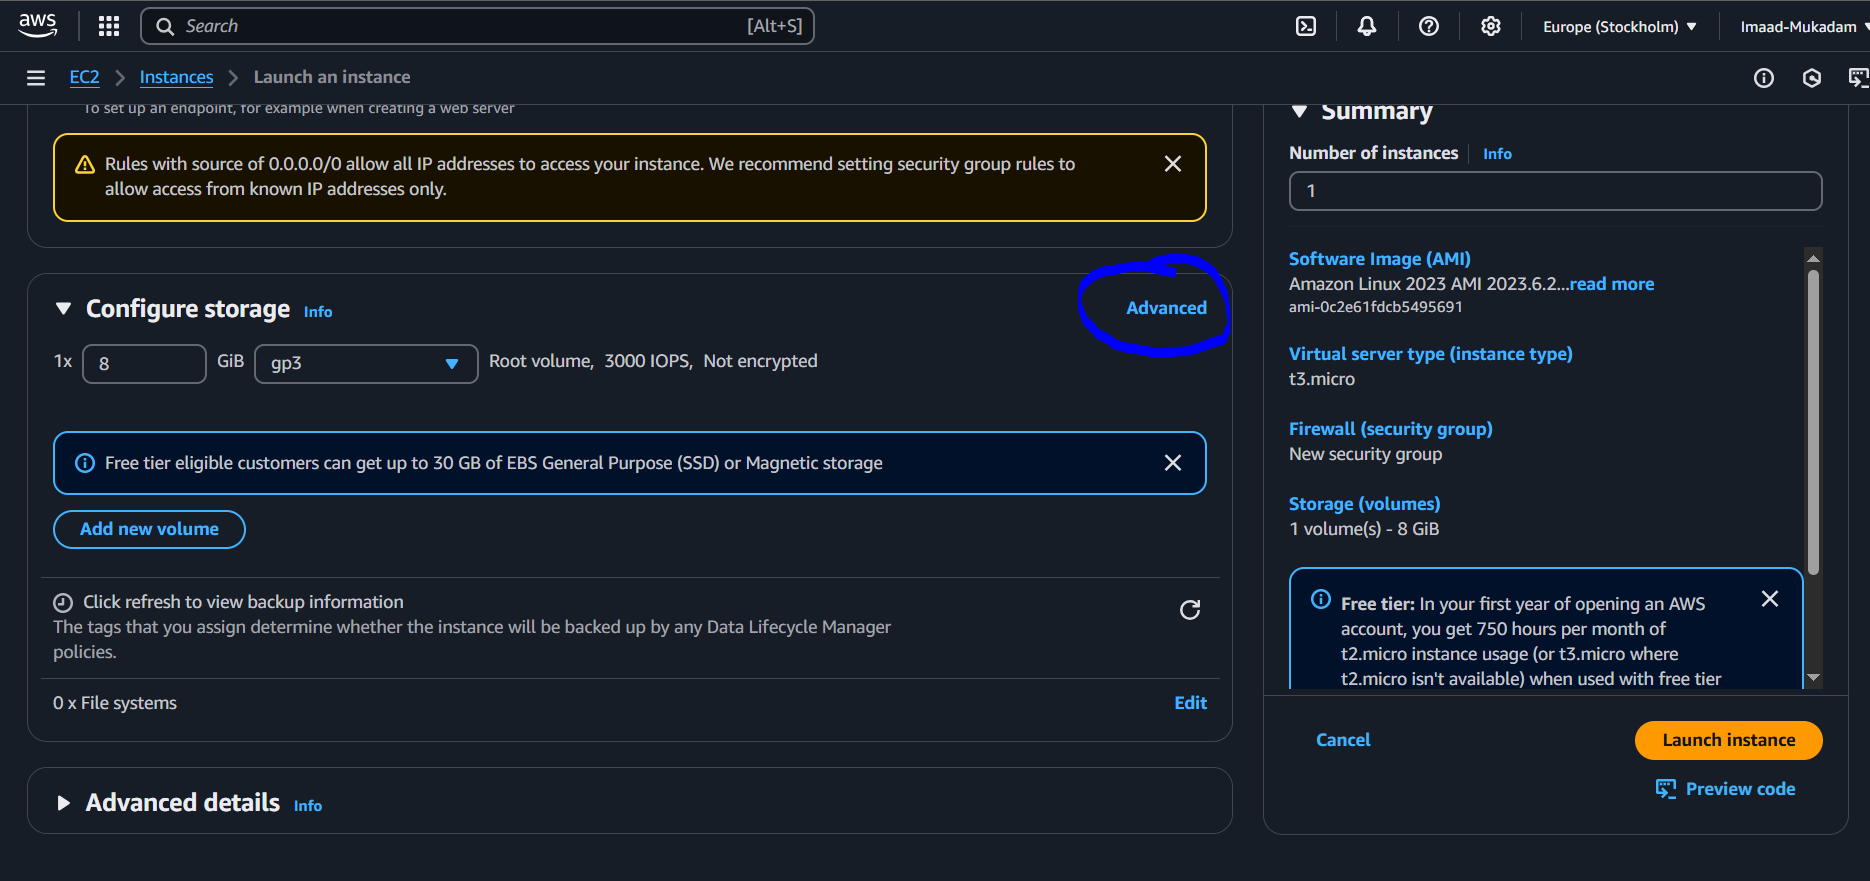 aws
Search [Alt+S]
Europe (Stockholm)
Imaad-Mukadam
EC2
Instances
Launch an instance
To set up an endpoint, for example when creating a web server
Rules with source of 0.0.0.0/0 allow all IP addresses to access your instance. We recommend setting security group rules to
allow access from known IP addresses only.
Configure storage Info
Advanced
1x 8 GiB gp3 Root volume, 3000 IOPS, Not encrypted
Free tier eligible customers can get up to 30 GB of EBS General Purpose (SSD) or Magnetic storage
Add new volume
Click refresh to view backup information
The tags that you assign determine whether the instance will be backed up by any Data Lifecycle Manager
policies.
0 x File systems
Edit
Advanced details Info
Summary
Number of instances Info
1
Software Image (AMI)
Amazon Linux 2023 AMI 2023.6.2...read more
ami-0c2e61fdcb5495691
Virtual server type (instance type)
t3.micro
Firewall (security group)
New security group
Storage (volumes)
1 volume(s) - 8 GiB
Free tier: In your first year of opening an AWS
account, you get 750 hours per month of
t2.micro instance usage (or t3.micro where
t2.micro isn't available) when used with free tier
Cancel
Launch instance
Preview code